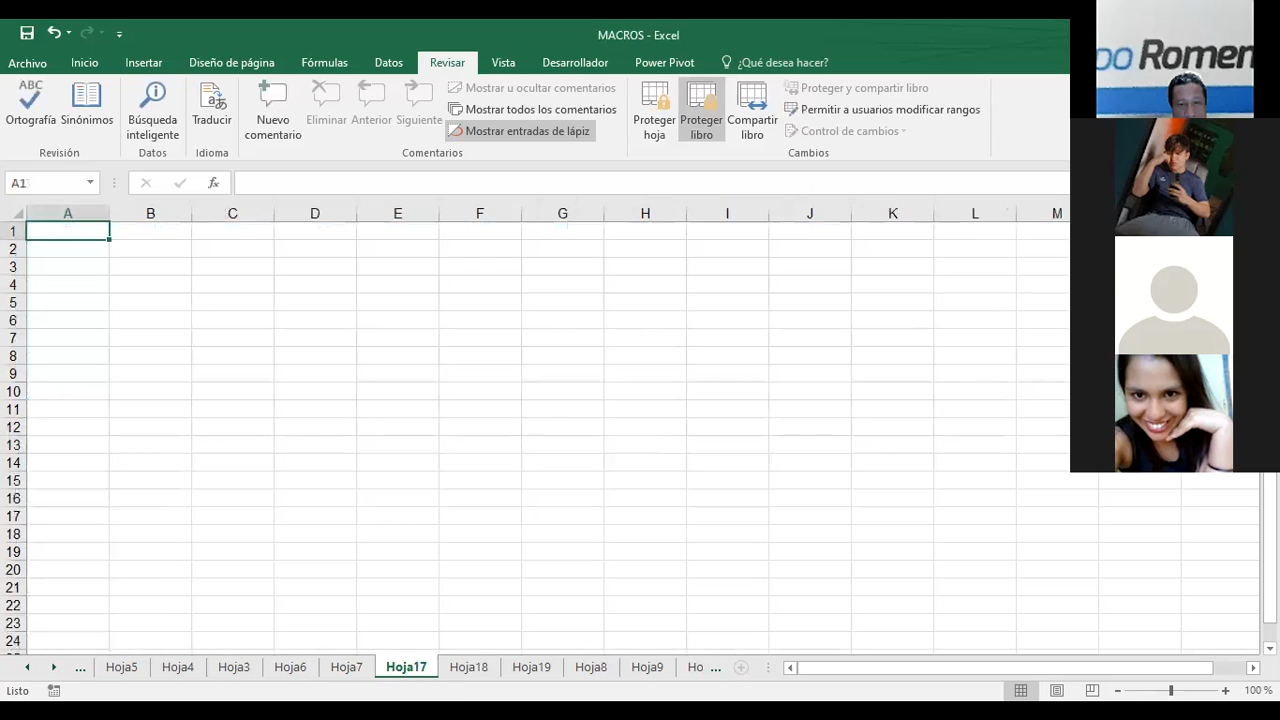 MACROS - Excel
Archivo Inicio Insertar Diseño de página Fórmulas Datos Revisar Vista Desarrollador Power Pivot ¿Qué desea hacer?
ABC
Ortografía
Sinónimos
Revisión
Búsqueda
inteligente
Datos
Traducir
Idioma
Nuevo
comentario
Eliminar
Anterior
Siguiente
Mostrar u ocultar comentarios
Mostrar todos los comentarios
Mostrar entradas de lápiz
Comentarios
Proteger
hoja
Proteger
libro
Compartir
libro
Proteger y compartir libro
Permitir a usuarios modificar rangos
Control de cambios
Cambios
oo Romen
A1
fx
A B C D E F G H I J K L M
1
2
3
4
5
6
7
8
9
10
11
12
13
14
15
16
17
18
19
20
21
22
23
24
... Hoja5 Hoja4 Hoja3 Hoja6 Hoja7 Hoja17 Hoja18 Hoja19 Hoja8 Hoja9 Ho ...
Listo
100 %